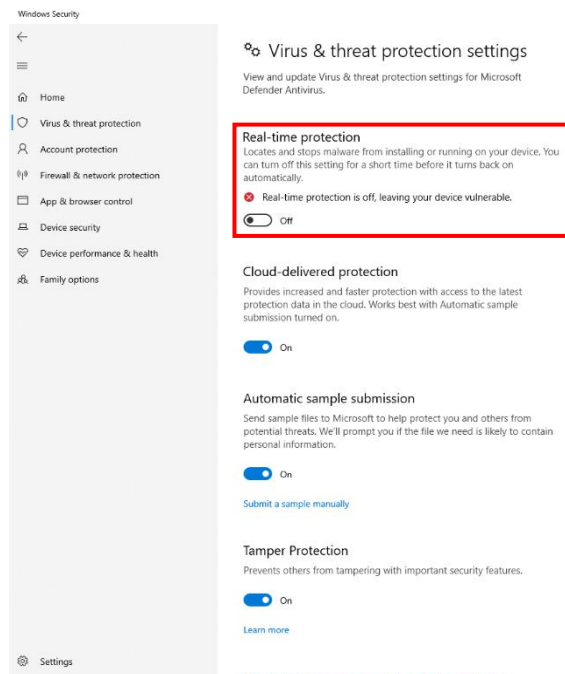 Windows Security
Home
Virus & threat protection
Account protection
Firewall & network protection
App & browser control
Device security
Device performance & health
Family options
Settings
Virus & threat protection settings
View and update Virus & threat protection settings for Microsoft
Defender Antivirus.
Real-time protection
Locates and stops malware from installing or running on your device. You
can turn off this setting for a short time before it turns back on
automatically.
Real-time protection is off, leaving your device vulnerable.
Off
Cloud-delivered protection
Provides increased and faster protection with access to the latest
protection data in the cloud. Works best with Automatic sample
submission turned on.
On
Automatic sample submission
Send sample files to Microsoft to help protect you and others from
potential threats. We'll prompt you if the file we need is likely to contain
personal information.
On
Submit a sample manually
Tamper Protection
Prevents others from tampering with important security features.
On
Learn more